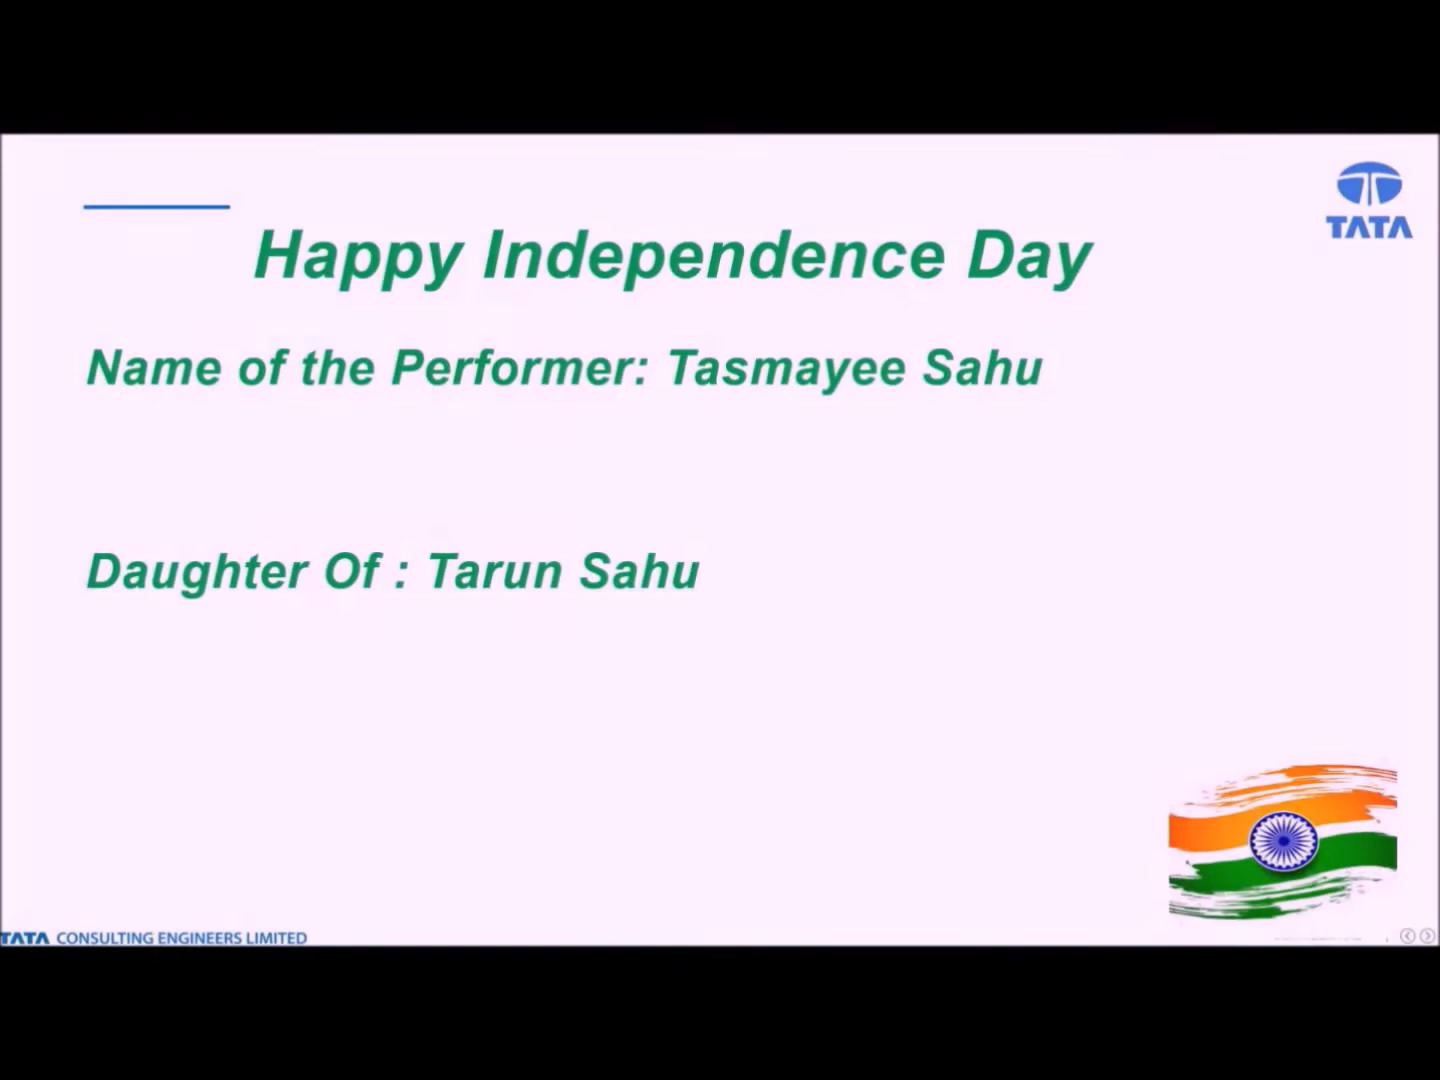 TATA
Happy Independence Day
Name of the Performer: Tasmayee Sahu
Daughter Of : Tarun Sahu
TATA CONSULTING ENGINEERS LIMITED